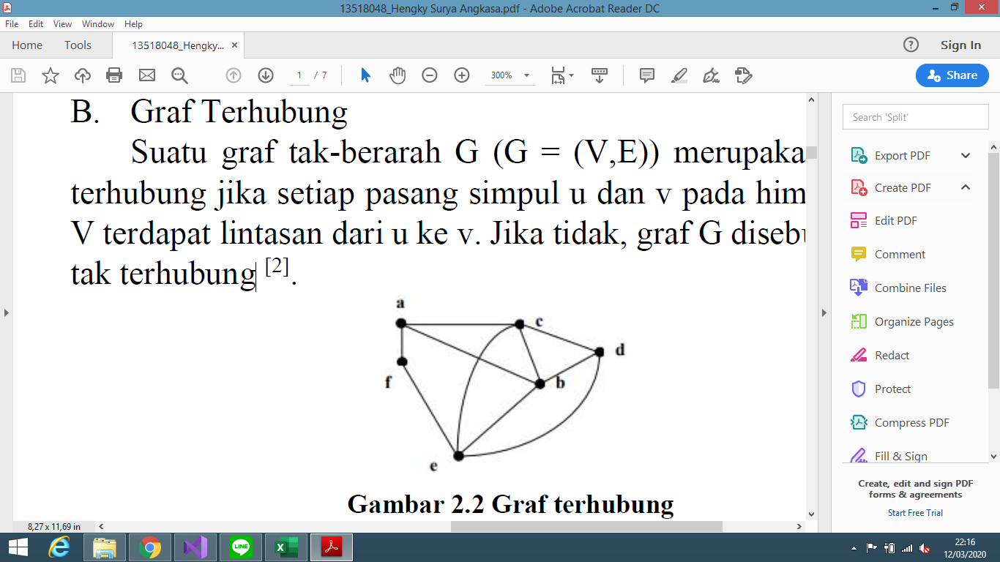 13518048_Hengky Surya Angkasa.pdf - Adobe Acrobat Reader DC
File Edit View Window Help
Home Tools 13518048_Hengky... × Sign In
1 / 7 300% Share
B. Graf Terhubung
Suatu graf tak-berarah G (G = (V,E)) merupaka
terhubung jika setiap pasang simpul u dan v pada him
V terdapat lintasan dari u ke v. Jika tidak, graf G disebu
tak terhubung [2].
a
c
d
f
b
e
Gambar 2.2 Graf terhubung
Search 'Split'
Export PDF
Create PDF
Edit PDF
Comment
Combine Files
Organize Pages
Redact
Protect
Compress PDF
Fill & Sign
Create, edit and sign PDF
forms & agreements
Start Free Trial
8,27 x 11,69 in
LINE
22:16
12/03/2020